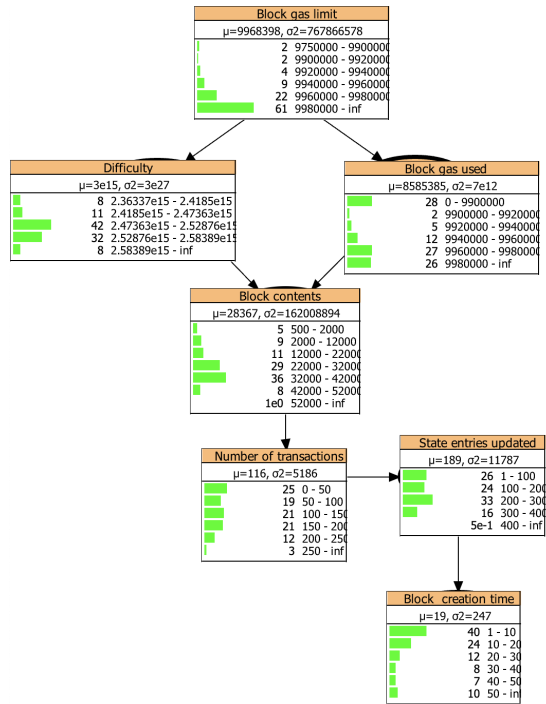 Block gas limit
μ=9968398, σ2=767866578
2 9750000 - 9900000
2 9900000 - 9920000
4 9920000 - 9940000
9 9940000 - 9960000
22 9960000 - 9980000
61 9980000 - inf
Difficulty
μ=3e15, σ2=3e27
8 2.36337e15 - 2.4185e15
11 2.4185e15 - 2.47363e15
42 2.47363e15 - 2.52876e15
32 2.52876e15 - 2.58389e15
8 2.58389e15 - inf
Block gas used
μ=8585385, σ2=7e12
28 0 - 9900000
2 9900000 - 9920000
5 9920000 - 9940000
12 9940000 - 9960000
27 9960000 - 9980000
26 9980000 - inf
Block contents
μ=28367, σ2=162008894
5 500 - 2000
9 2000 - 12000
11 12000 - 22000
29 22000 - 32000
36 32000 - 42000
8 42000 - 52000
1e0 52000 - inf
Number of transactions
μ=116, σ2=5186
25 0 - 50
19 50 - 100
21 100 - 150
21 150 - 200
12 200 - 250
3 250 - inf
State entries updated
μ=189, σ2=11787
26 1 - 100
24 100 - 200
33 200 - 300
16 300 - 400
5e-1 400 - inf
Block creation time
μ=19, σ2=247
40 1 - 10
24 10 - 20
12 20 - 30
8 30 - 40
7 40 - 50
10 50 - inf